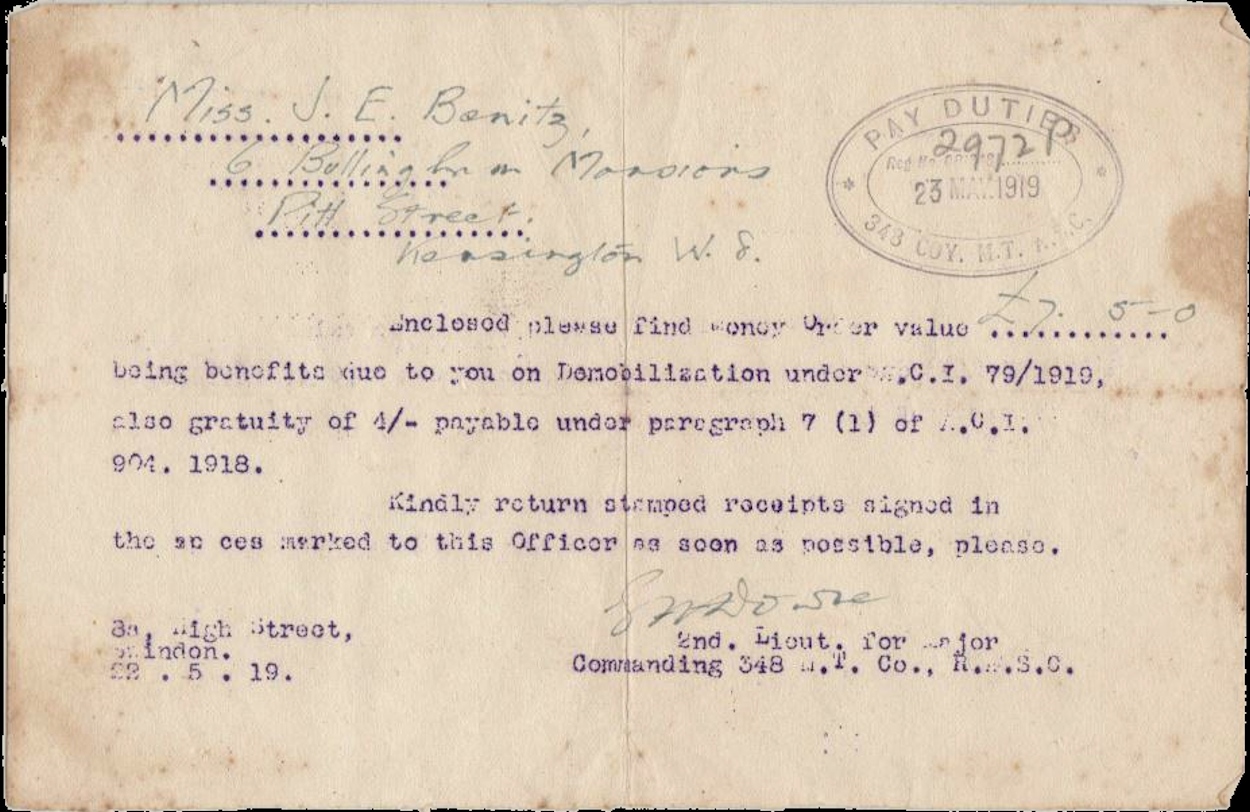 Miss. J. E. Benitz,
6 Bullingham Mansions
Pitt Street.
Kensington W. 8.
PAY DUTIES
29727
23 MAY 1919
348 COY. M.T.
Enclosed please find Money Order value £7. 5-0
being benefits due to you on Demobilization under A.C.I. 79/1919,
also gratuity of 4/- payable under paragraph 7 (1) of A.C.I.
904. 1918.
Kindly return stamped receipts signed in
the sp ces marked to this Officer as soon as possible, please.
8a, High Street,
Swindon.
22 . 5 . 19.
2nd. Lieut. for Major
Commanding 348 M.T. Co., R.A.S.C.